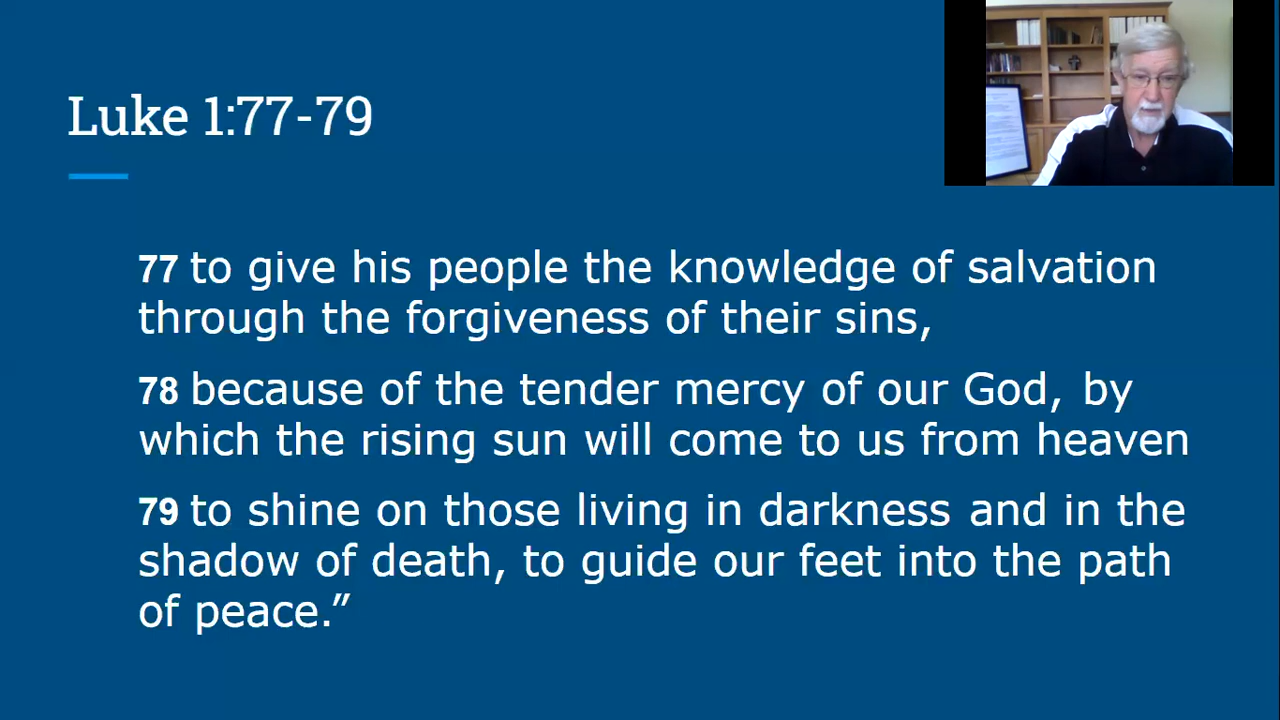 Luke 1:77-79
77 to give his people the knowledge of salvation
through the forgiveness of their sins,
78 because of the tender mercy of our God, by
which the rising sun will come to us from heaven
79 to shine on those living in darkness and in the
shadow of death, to guide our feet into the path
of peace.”